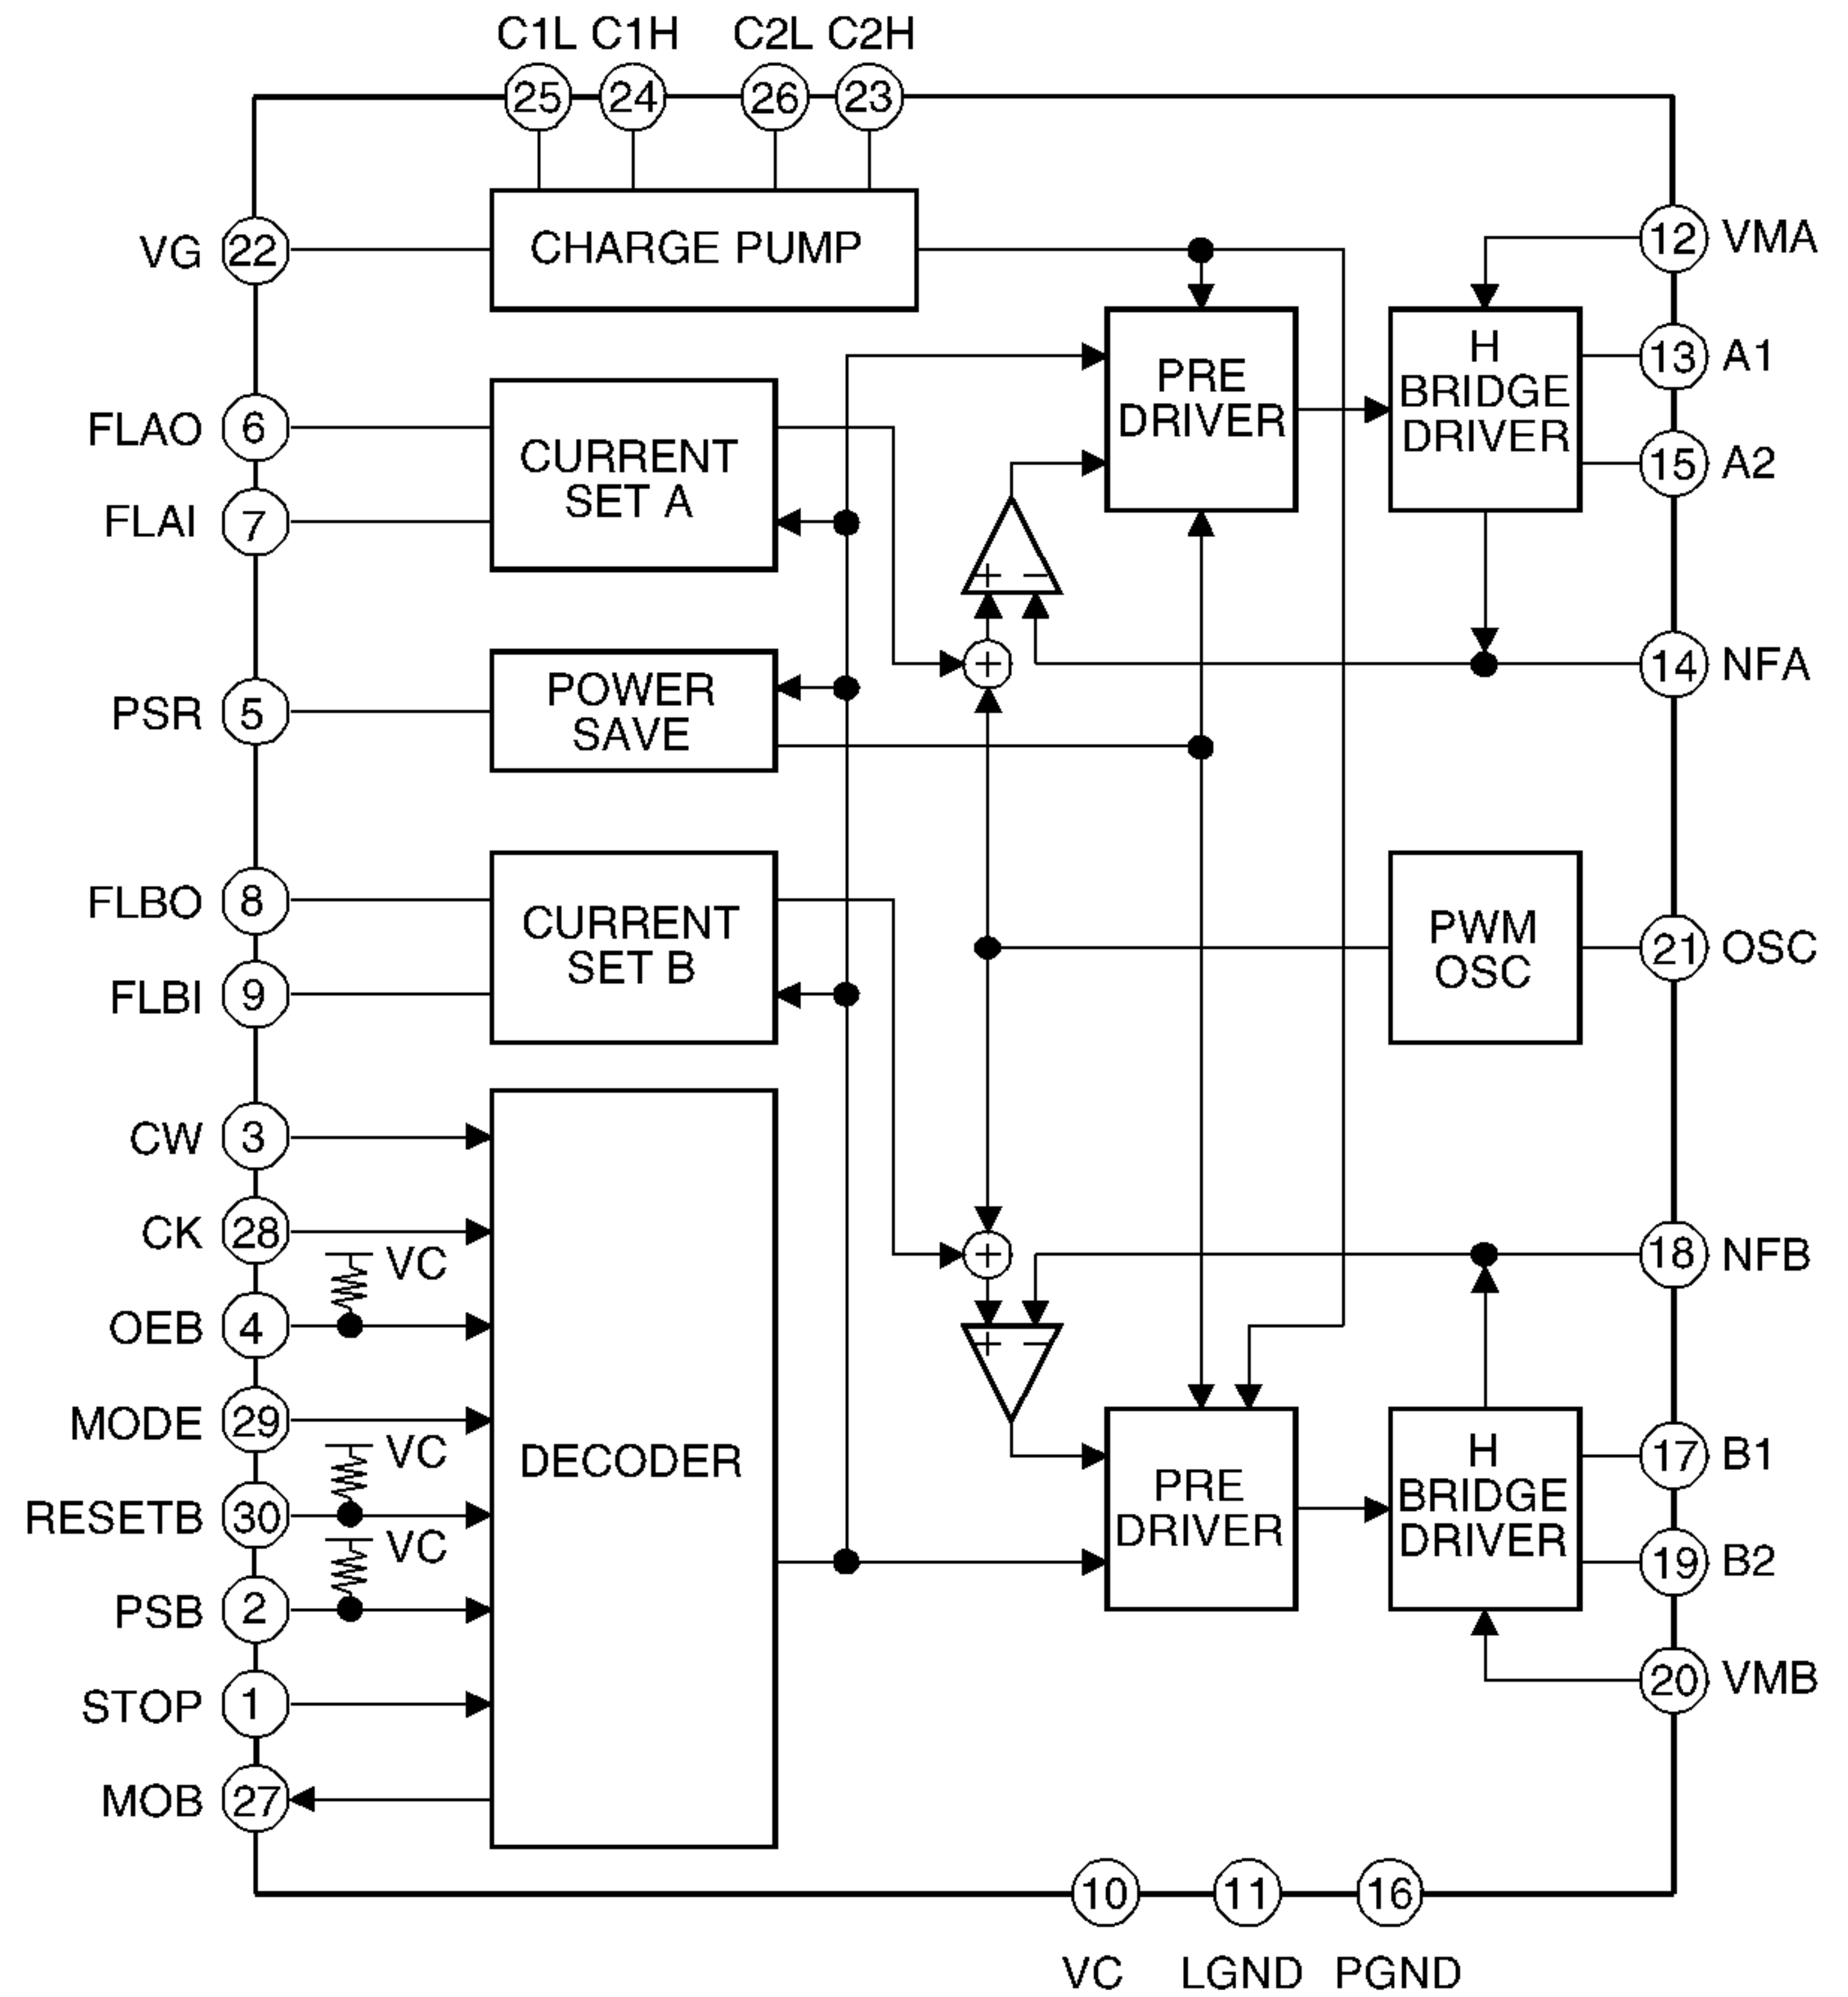 C1L C1H C2L C2H
25 24 26 23
VG 22 CHARGE PUMP 12 VMA
FLAO 6
FLAI 7
CURRENT
SET A
PRE
DRIVER
H
BRIDGE
DRIVER
13 A1
15 A2
+ −
PSR 5
POWER
SAVE
+
14 NFA
FLBO 8
FLBI 9
CURRENT
SET B
PWM
OSC
21 OSC
CW 3
CK 28
VC
OEB 4
MODE 29
VC
RESETB 30
VC
PSB 2
STOP 1
MOB 27
DECODER
+
+ −
18 NFB
PRE
DRIVER
H
BRIDGE
DRIVER
17 B1
19 B2
20 VMB
10 11 16
VC LGND PGND